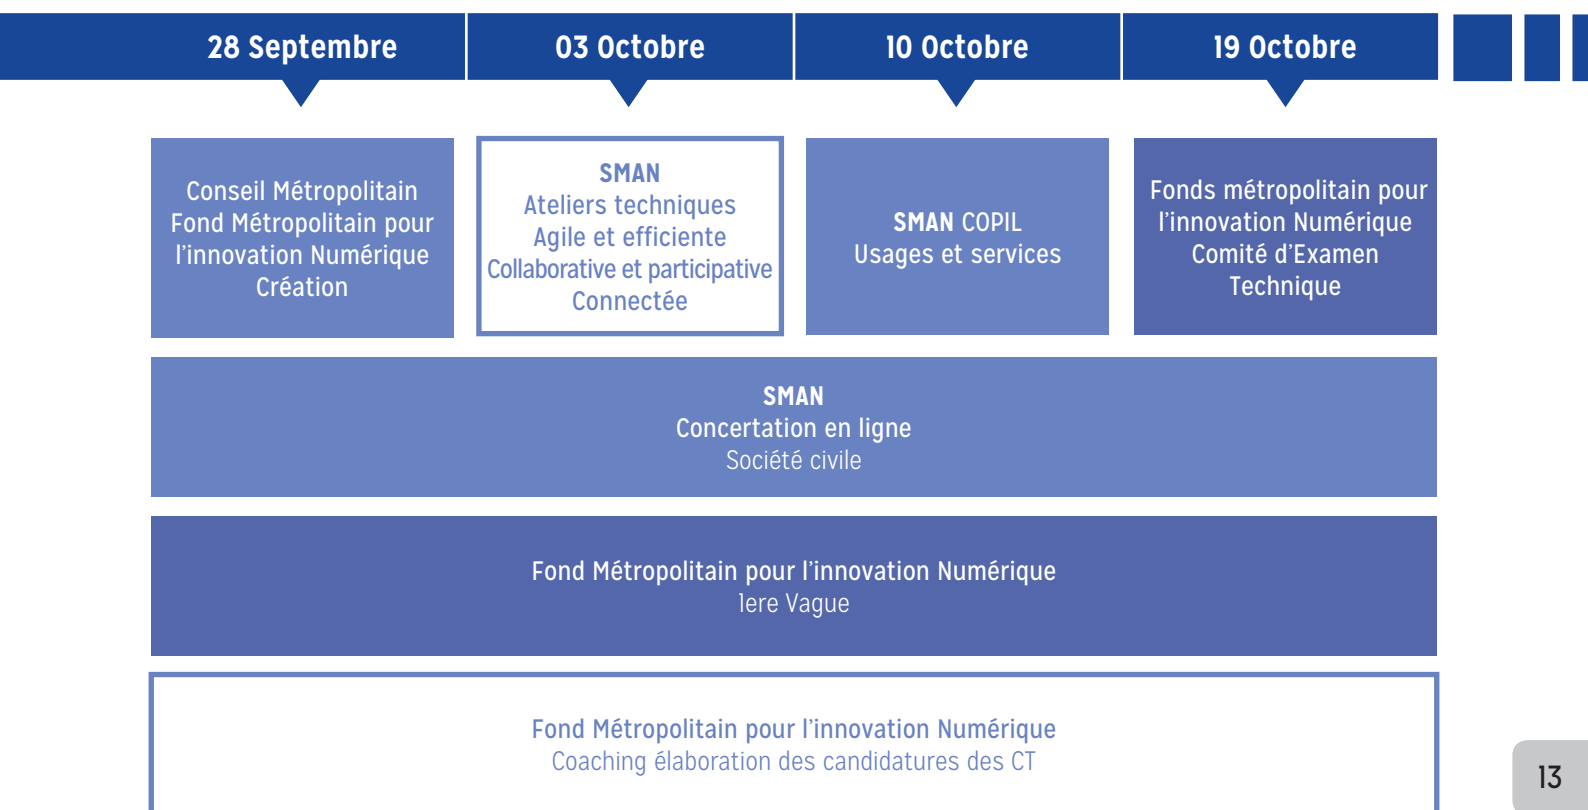 28 Septembre
03 Octobre
10 Octobre
19 Octobre
Conseil Métropolitain
Fond Métropolitain pour
l'innovation Numérique
Création
SMAN
Ateliers techniques
Agile et efficiente
Collaborative et participative
Connectée
SMAN COPIL
Usages et services
Fonds métropolitain pour
l'innovation Numérique
Comité d'Examen
Technique
SMAN
Concertation en ligne
Société civile
Fond Métropolitain pour l'innovation Numérique
1ere Vague
Fond Métropolitain pour l'innovation Numérique
Coaching élaboration des candidatures des CT
13